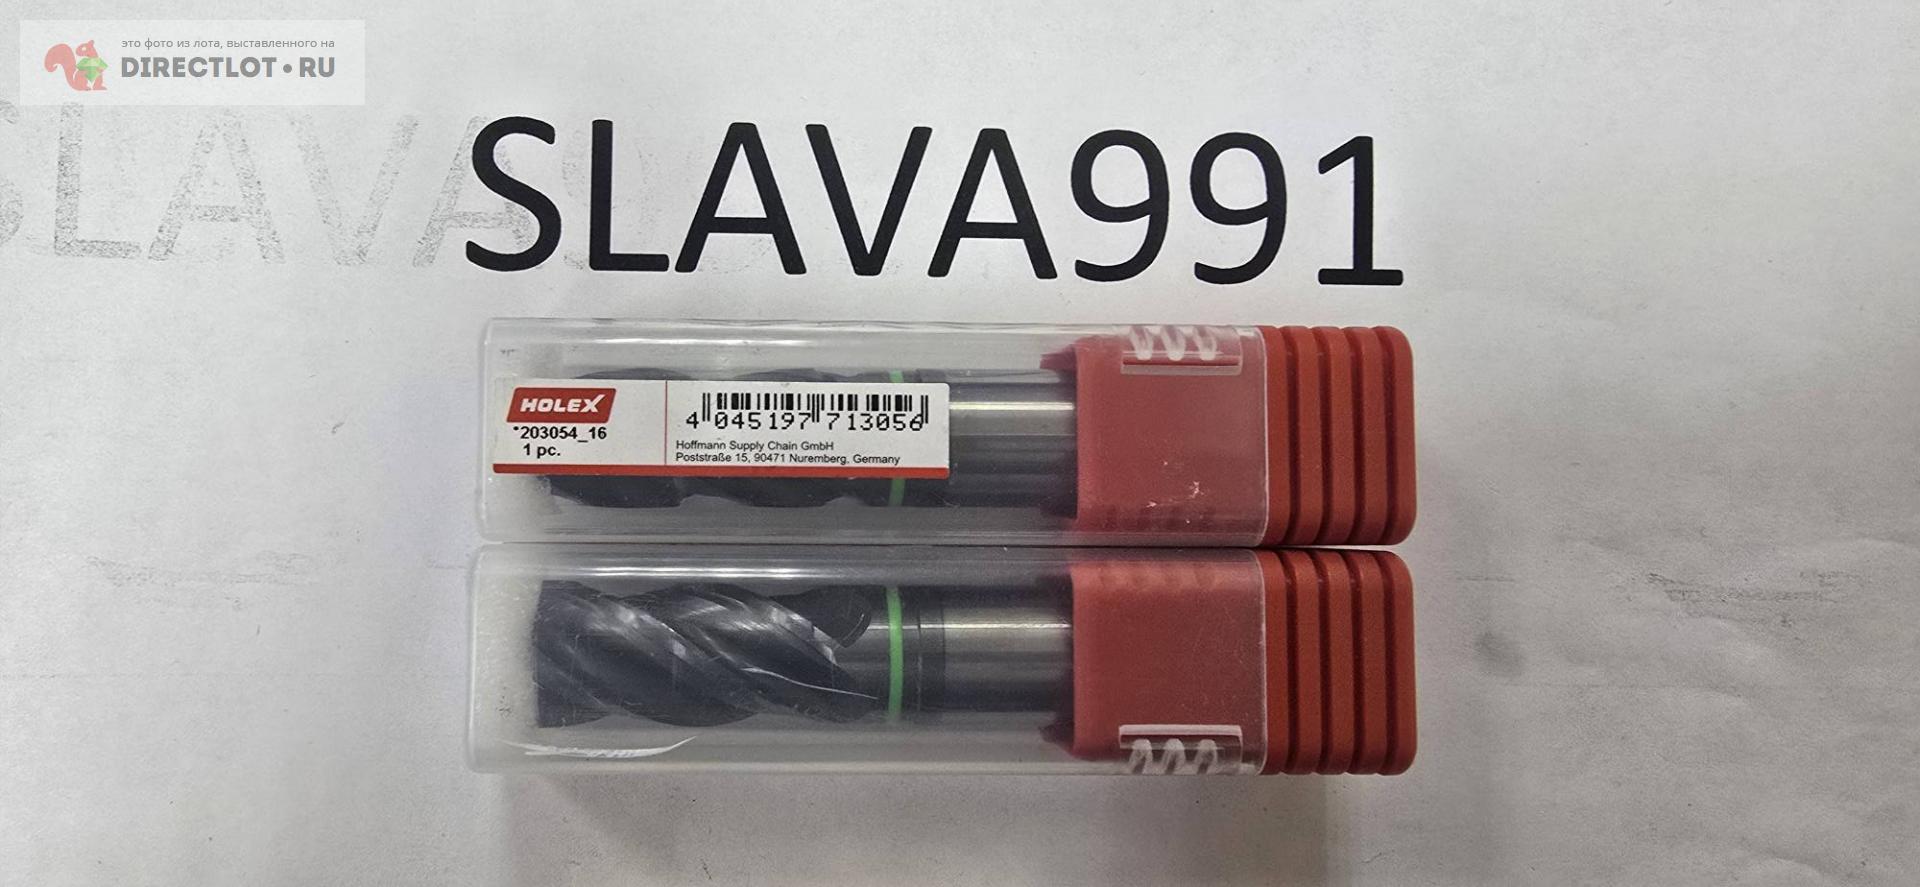 это фото из лота, выставленного на
DIRECTLOT•RU
SLAVA991
SLAVA9
HOLEX
*203054_16
1 pc.
4 045197 713056
Hoffmann Supply Chain GmbH
Poststraße 15, 90471 Nuremberg, Germany